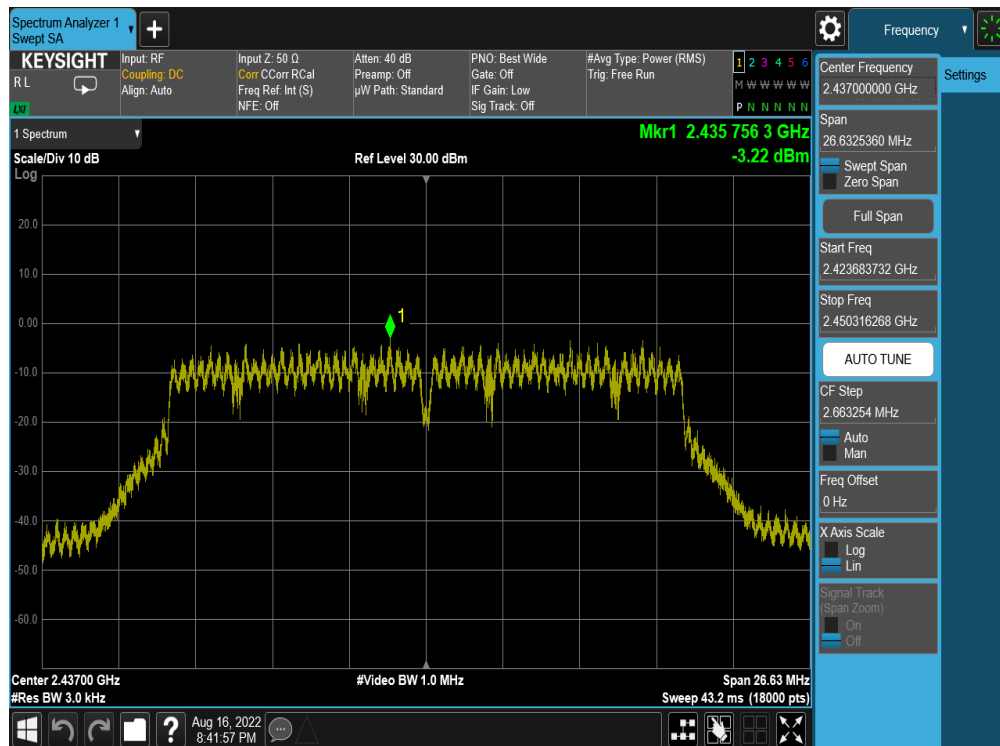 Spectrum Analyzer 1
Swept SA
Frequency
KEYSIGHT
R L
LXI
Input: RF
Coupling: DC
Align: Auto
Input Z: 50 Ω
Corr CCorr RCal
Freq Ref: Int (S)
NFE: Off
Atten: 40 dB
Preamp: Off
µW Path: Standard
PNO: Best Wide
Gate: Off
IF Gain: Low
Sig Track: Off
#Avg Type: Power (RMS)
Trig: Free Run
1 2 3 4 5 6
M W W W W W
P N N N N N
1 Spectrum
Scale/Div 10 dB
Log
Ref Level 30.00 dBm
Mkr1 2.435 756 3 GHz
-3.22 dBm
20.0
10.0
0.00
-10.0
-20.0
-30.0
-40.0
-50.0
-60.0
1
Center 2.43700 GHz
#Res BW 3.0 kHz
#Video BW 1.0 MHz
Span 26.63 MHz
Sweep 43.2 ms (18000 pts)
Center Frequency
2.437000000 GHz
Settings
Span
26.6325360 MHz
Swept Span
Zero Span
Full Span
Start Freq
2.423683732 GHz
Stop Freq
2.450316268 GHz
AUTO TUNE
CF Step
2.663254 MHz
Auto
Man
Freq Offset
0 Hz
X Axis Scale
Log
Lin
Signal Track
(Span Zoom)
On
Off
?
Aug 16, 2022
8:41:57 PM